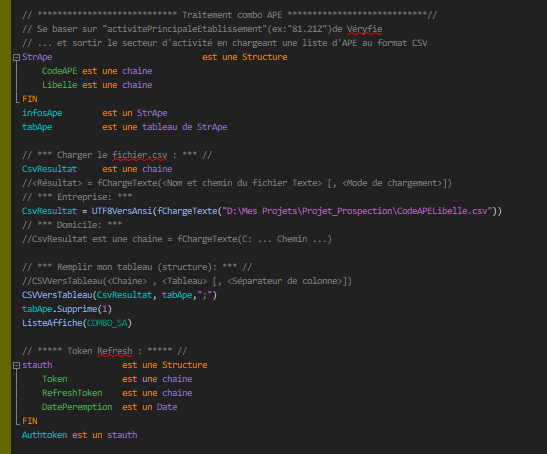 // **************************** Traitement combo APE ****************************//
// Se baser sur "activitePrincipaleEtablissement"(ex:"81.21Z")de Véryfie
// ... et sortir le secteur d'activité en chargeant une liste d'APE au format CSV
StrApe est une Structure
CodeAPE est une chaine
Libelle est une chaine
FIN
infosApe est un StrApe
tabApe est une tableau de StrApe
// *** Charger le fichier.csv : *** //
CsvResultat est une chaine
//<Résultat> = fChargeTexte(<Nom et chemin du fichier Texte> [, <Mode de chargement>])
// *** Entreprise: ***
CsvResultat = UTF8VersAnsi(fChargeTexte("D:\Mes Projets\Projet_Prospection\CodeAPELibelle.csv"))
// *** Domicile: ***
//CsvResultat est une chaine = fChargeTexte(C: ... Chemin ...)
// *** Remplir mon tableau (structure): *** //
//CSVVersTableau(<Chaine> , <Tableau> [, <Séparateur de colonne>])
CSVVersTableau(CsvResultat, tabApe,";")
tabApe.Supprime(1)
ListeAffiche(COMBO_SA)
// ***** Token Refresh : ***** //
stauth est une Structure
Token est une chaine
RefreshToken est une chaine
DatePeremption est un Date
FIN
Authtoken est un stauth